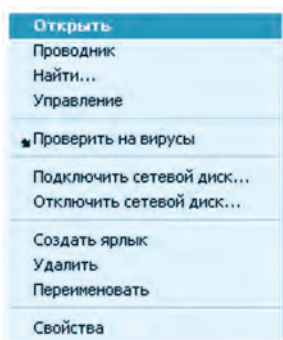 Открыть
Проводник
Найти...
Управление
Проверить на вирусы
Подключить сетевой диск...
Отключить сетевой диск...
Создать ярлык
Удалить
Переименовать
Свойства